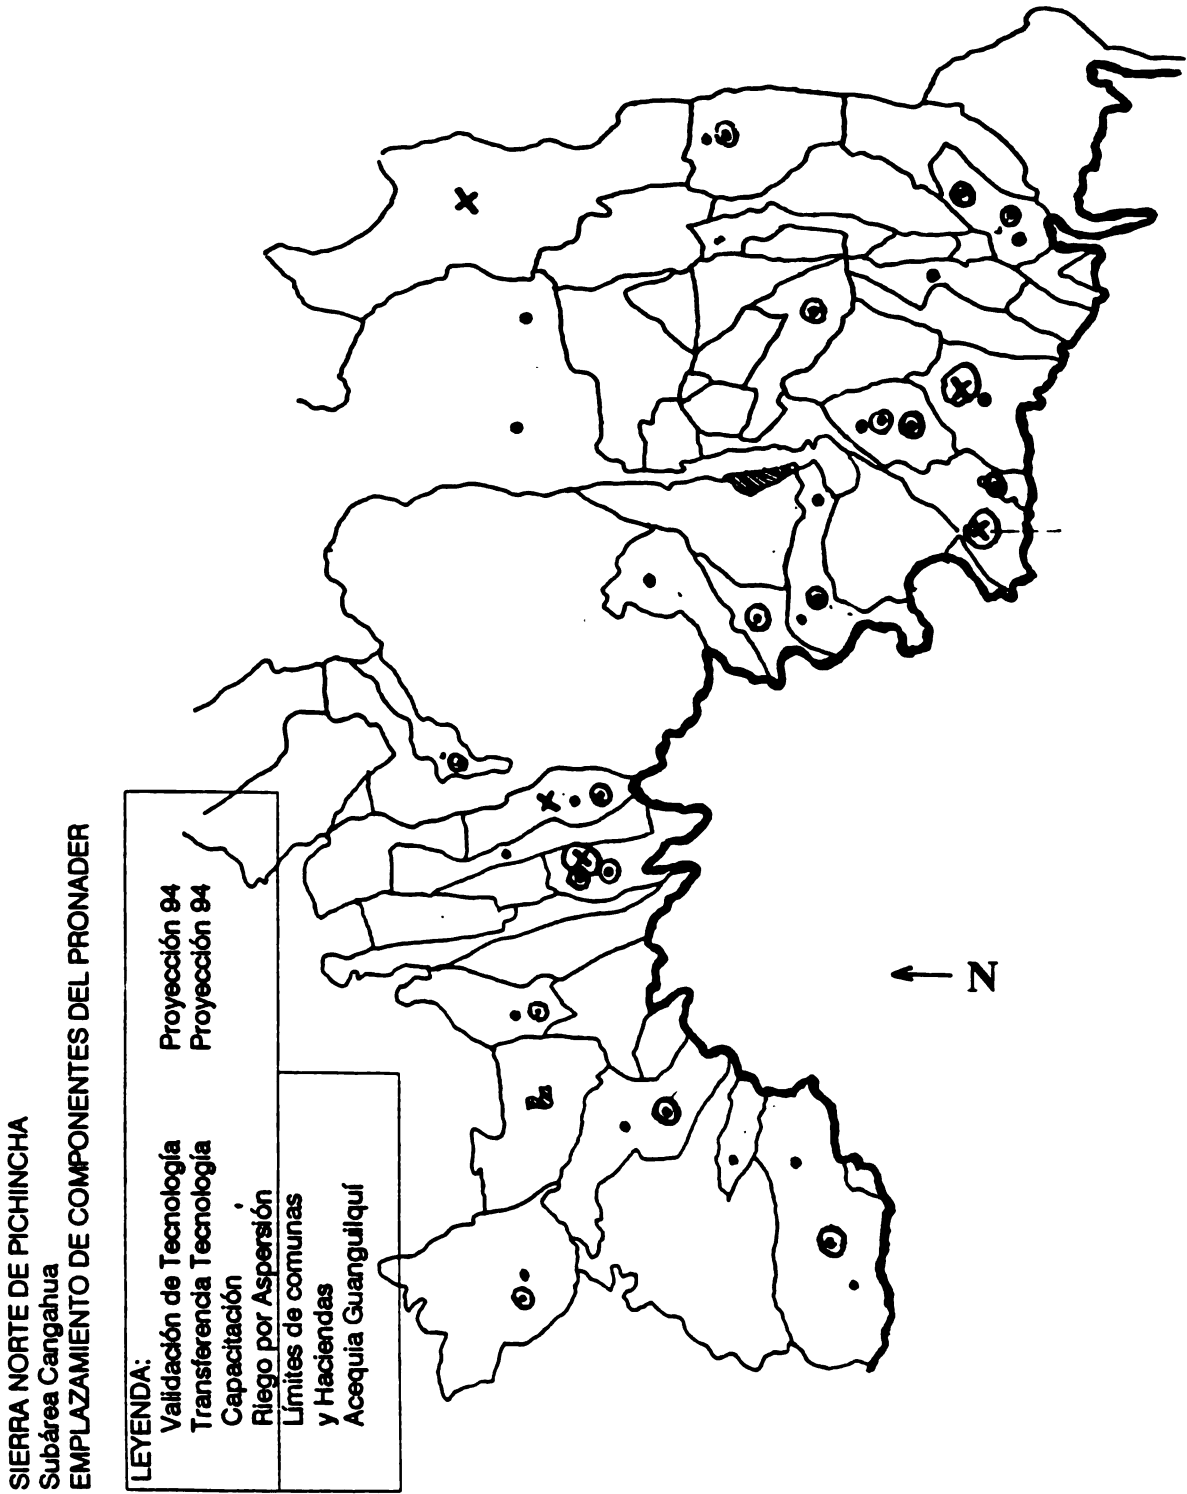 SIERRA NORTE DE PICHINCHA
Subárea Cangahua
EMPLAZAMIENTO DE COMPONENTES DEL PRONADER
LEYENDA:
Validación de Tecnología Proyección 94
Transferencia Tecnología Proyección 94
Capacitación
Riego por Aspersión
Límites de comunas
y Haciendas
Acequia Guanguilquí
N